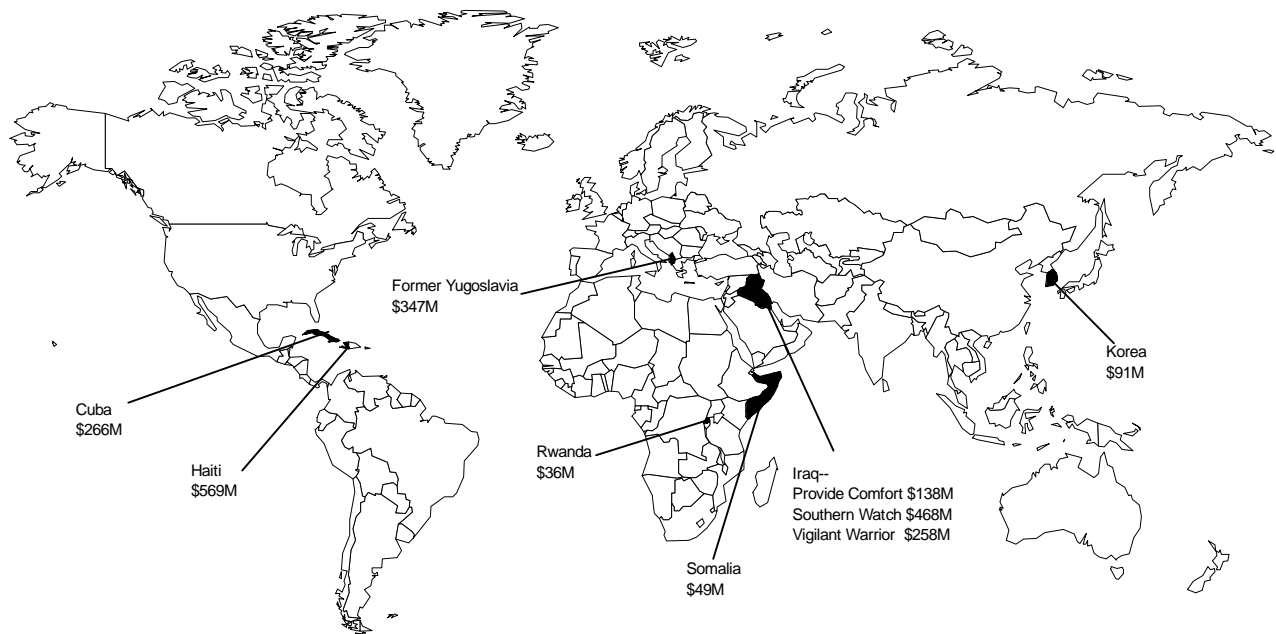 Former Yugoslavia
$347M
Korea
$91M
Cuba
$266M
Haiti
$569M
Rwanda
$36M
Iraq--
Provide Comfort $138M
Southern Watch $468M
Vigilant Warrior $258M
Somalia
$49M